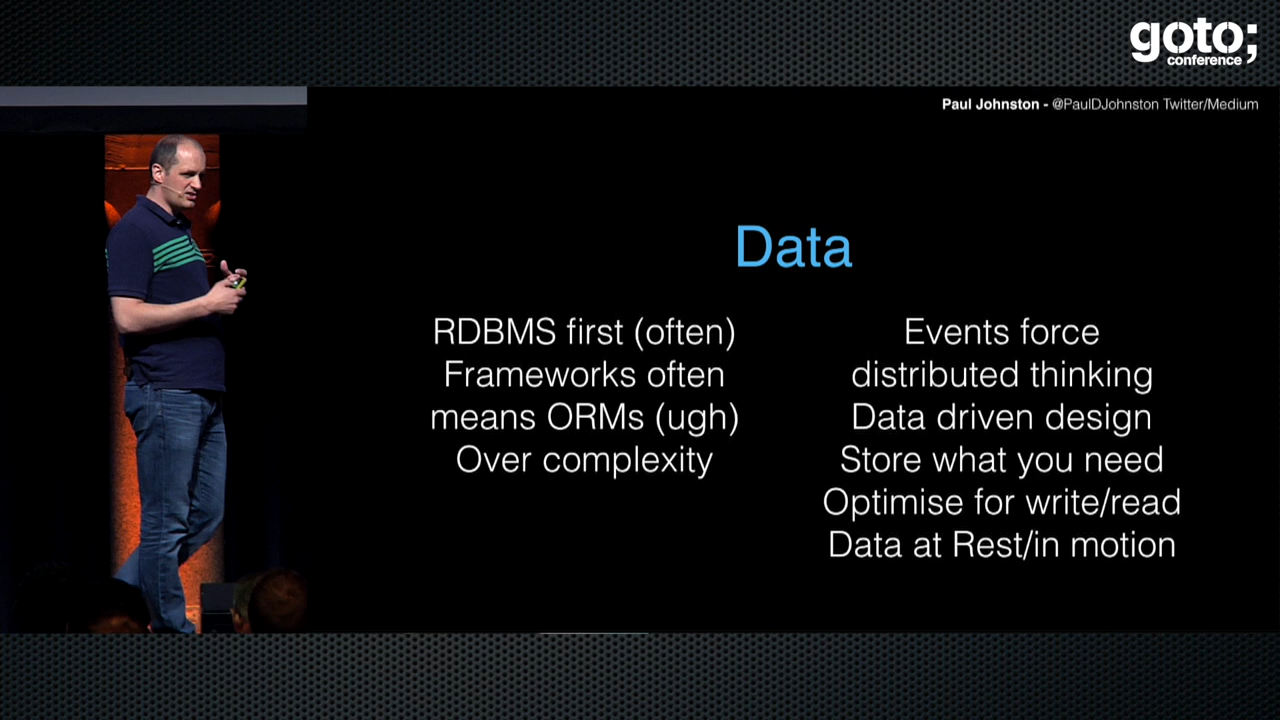 goto;
conference
Paul Johnston - @PaulDJohnston Twitter/Medium
Data
RDBMS first (often)
Frameworks often
means ORMs (ugh)
Over complexity
Events force
distributed thinking
Data driven design
Store what you need
Optimise for write/read
Data at Rest/in motion